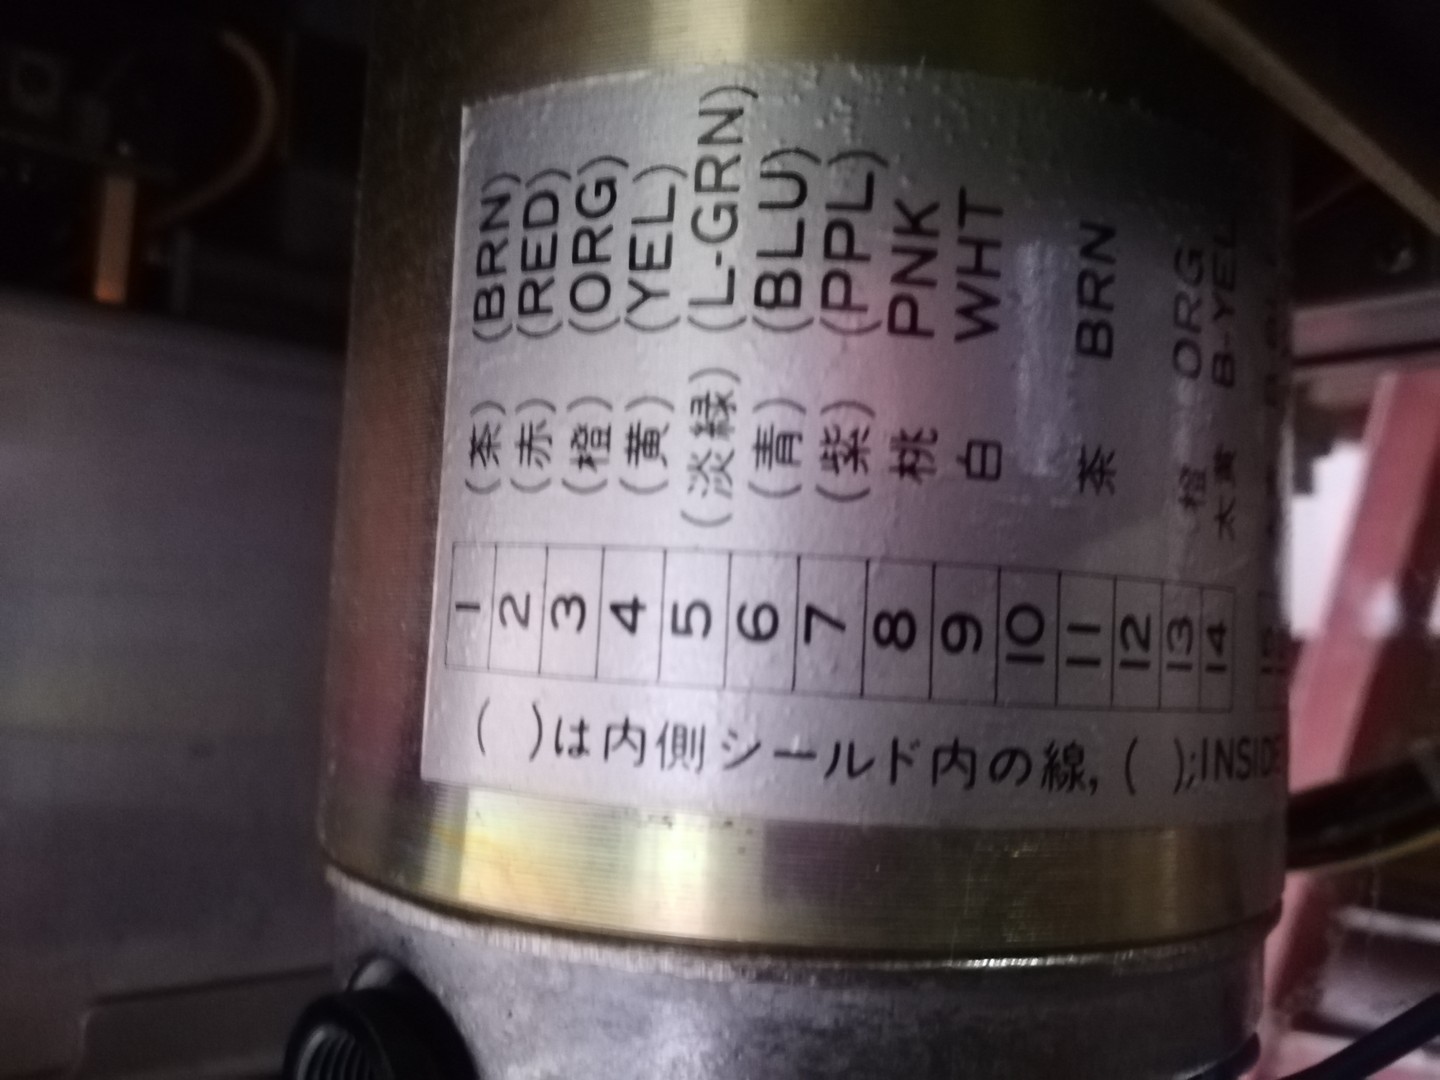 1 (茶) (BRN)
2 (赤) (RED)
3 (橙) (ORG)
4 (黄) (YEL)
5 (淡緑) (L-GRN)
6 (青) (BLU)
7 (紫) (PPL)
8 桃 PNK
9 白 WHT
10
11 茶 BRN
12
13 橙 ORG
14 黄 B-YEL
( )は内側シールド内の線, ( );INSIDE